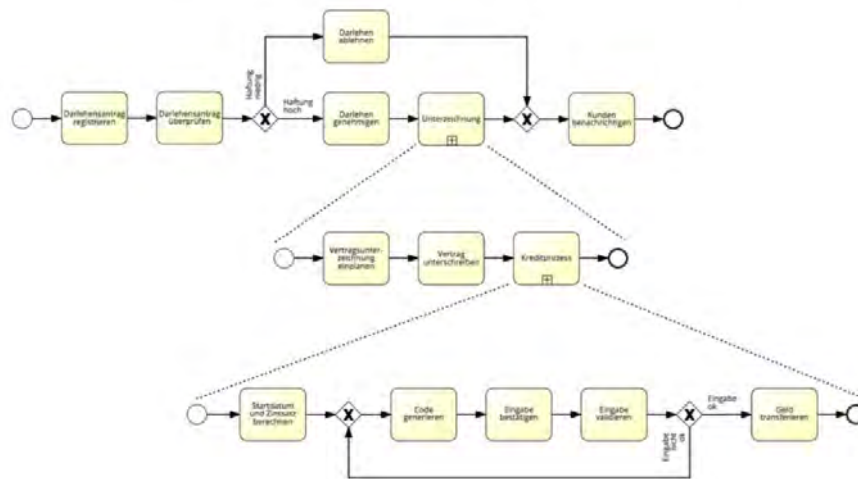 Darlehen
ablehnen
Haftung
niedrig
Haftung
hoch
Darlehensantrag
registrieren
Darlehensantrag
überprüfen
Darlehen
genehmigen
Unterzeichnung
Kunden
benachrichtigen
Vertragsunter-
zeichnung
einplanen
Vertrag
unterschreiben
Kreditprozess
Startdatum
und Zinssatz
berechnen
Code
generieren
Eingabe
bestätigen
Eingabe
validieren
Eingabe
ok
Eingabe
nicht
ok
Geld
transferieren